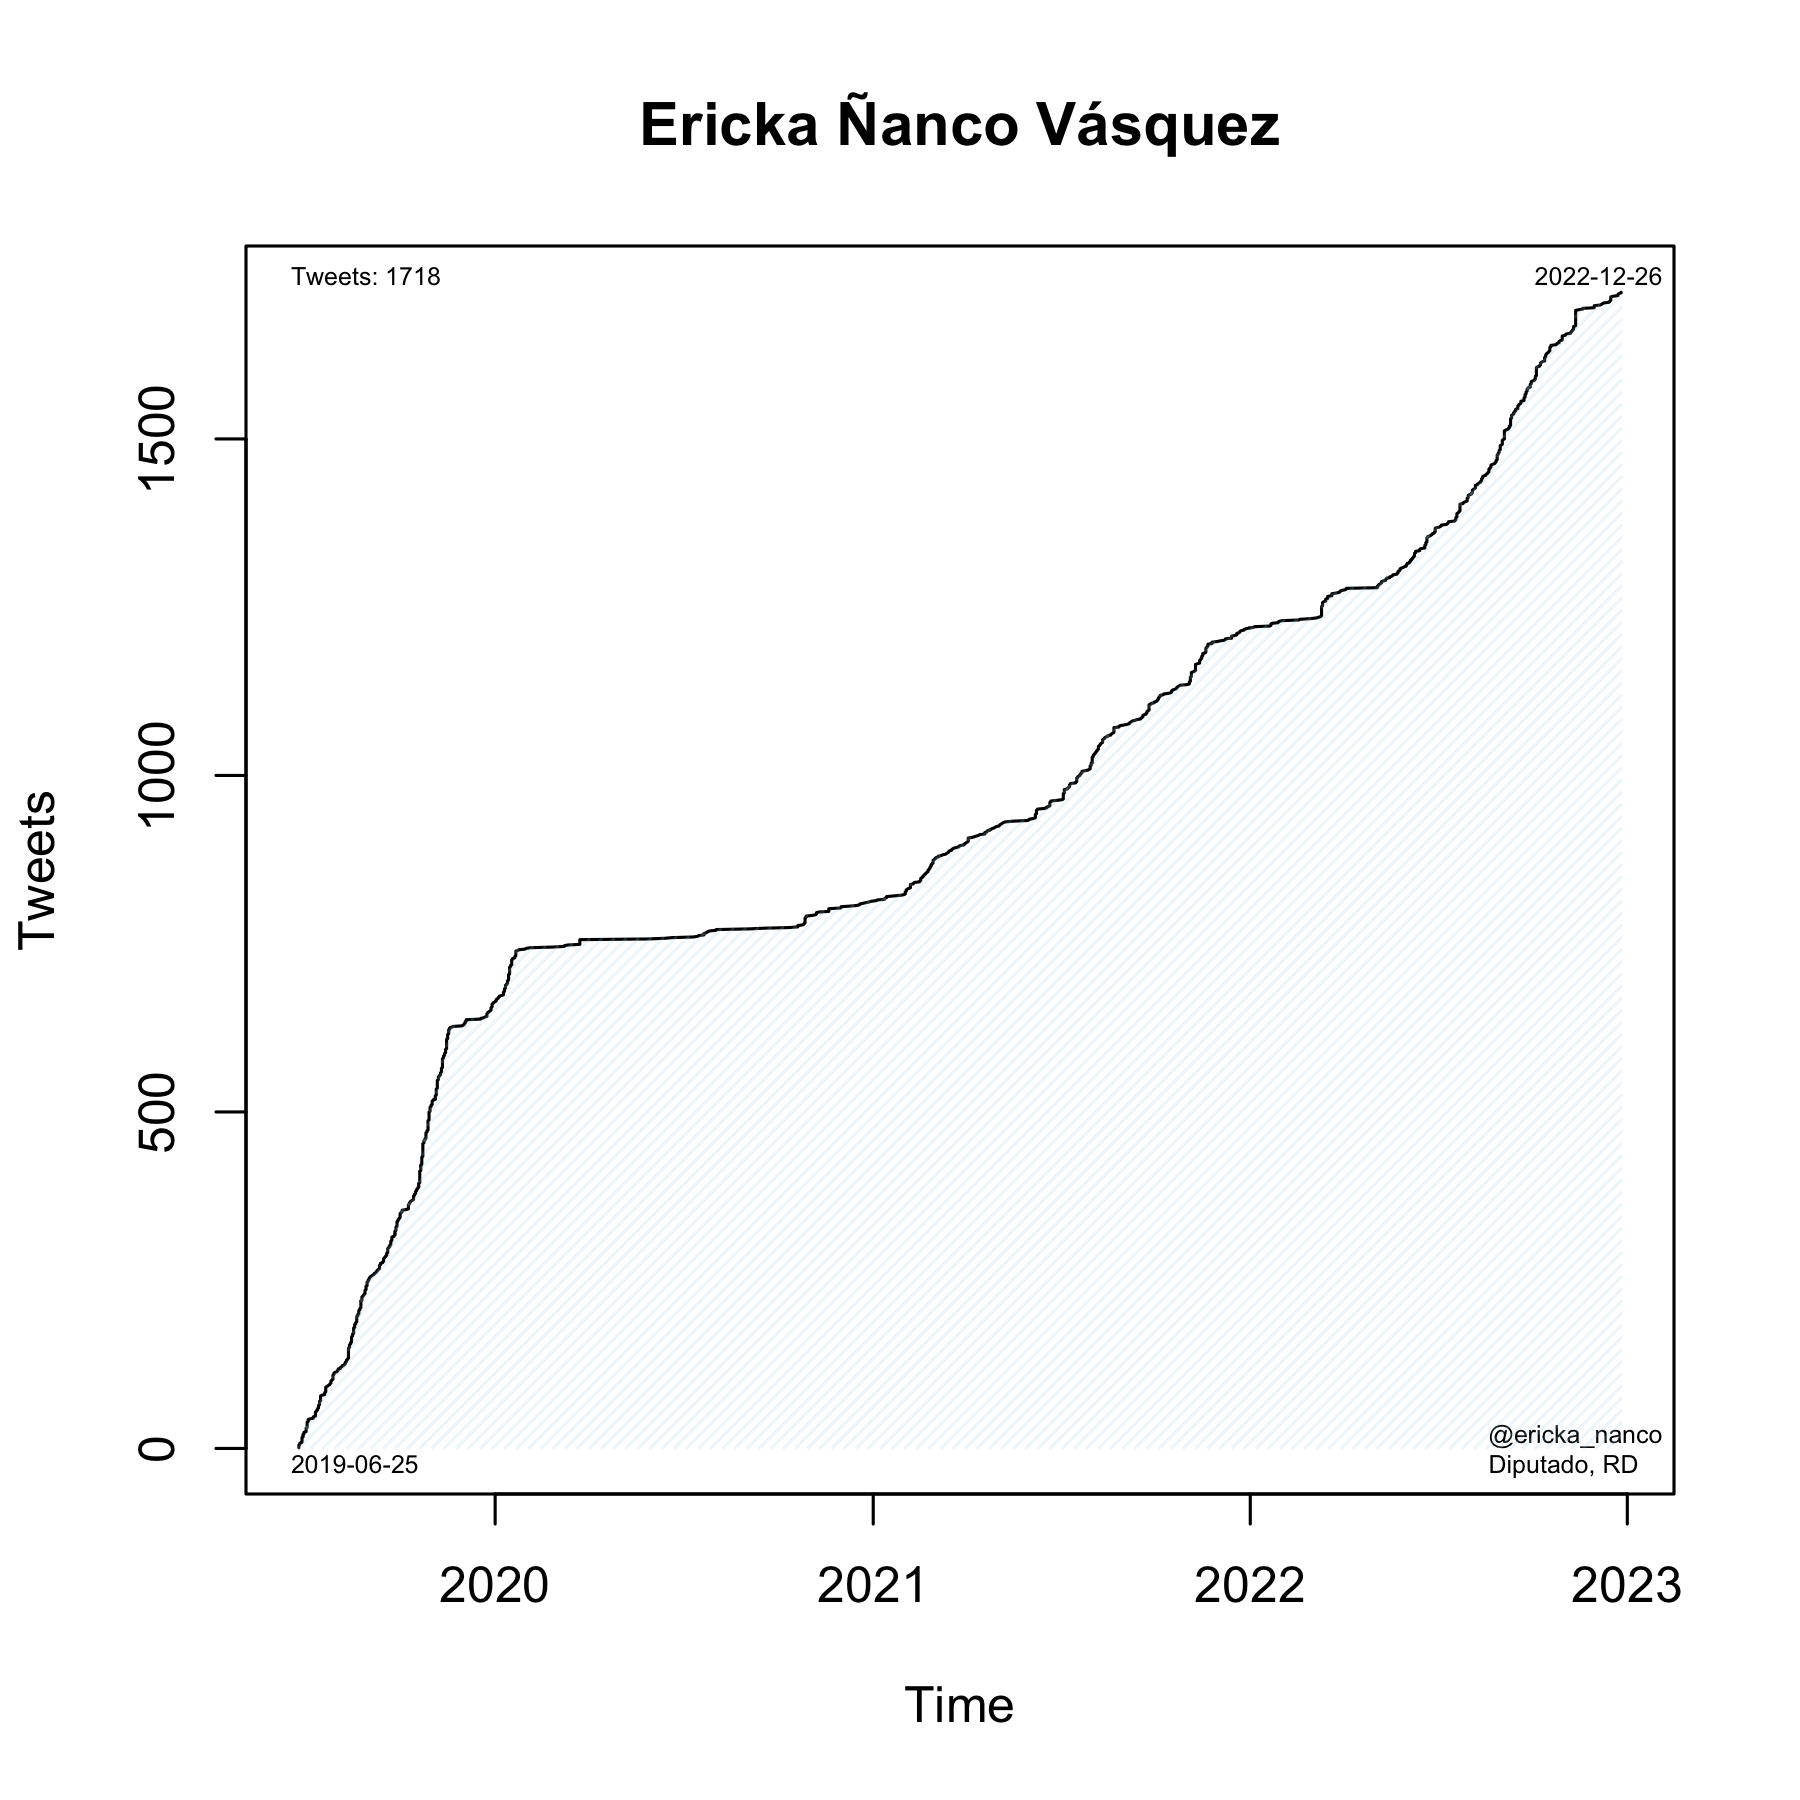 Ericka Ñanco Vásquez
Tweets: 1718
2022-12-26
1500
1000
500
0
Tweets
@ericka_nanco
Diputado, RD
2019-06-25
2020
2021
2022
2023
Time